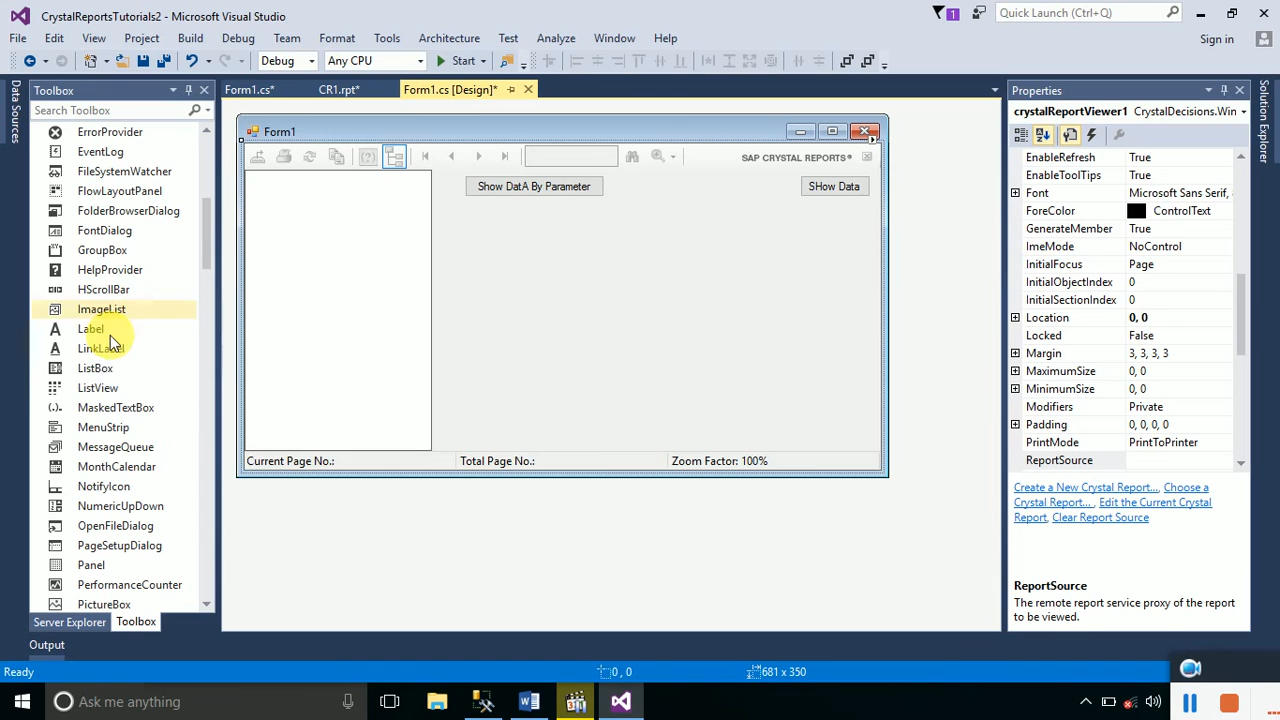 CrystalReportsTutorials2 - Microsoft Visual Studio
1
Quick Launch (Ctrl+Q)
File Edit View Project Build Debug Team Format Tools Architecture Test Analyze Window Help
Sign in
Debug Any CPU Start
Data Sources
Toolbox
Form1.cs* CR1.rpt* Form1.cs [Design]*
Properties
Solution Explorer
Search Toolbox
ErrorProvider
EventLog
FileSystemWatcher
FlowLayoutPanel
FolderBrowserDialog
FontDialog
GroupBox
HelpProvider
HScrollBar
ImageList
Label
LinkLabel
ListBox
ListView
MaskedTextBox
MenuStrip
MessageQueue
MonthCalendar
NotifyIcon
NumericUpDown
OpenFileDialog
PageSetupDialog
Panel
PerformanceCounter
PictureBox
Server Explorer Toolbox
Form1
SAP CRYSTAL REPORTS®
Show DatA By Parameter
SHow Data
Current Page No.: Total Page No.: Zoom Factor: 100%
crystalReportViewer1 CrystalDecisions.Win
EnableRefresh True
EnableToolTips True
Font Microsoft Sans Serif,
ForeColor ControlText
GenerateMember True
ImeMode NoControl
InitialFocus Page
InitialObjectIndex 0
InitialSectionIndex 0
Location 0, 0
Locked False
Margin 3, 3, 3, 3
MaximumSize 0, 0
MinimumSize 0, 0
Modifiers Private
Padding 0, 0, 0, 0
PrintMode PrintToPrinter
ReportSource
Create a New Crystal Report..., Choose a
Crystal Report... , Edit the Current Crystal
Report, Clear Report Source
ReportSource
The remote report service proxy of the report
to be viewed.
Output
Ready 0 , 0 681 x 350
Ask me anything